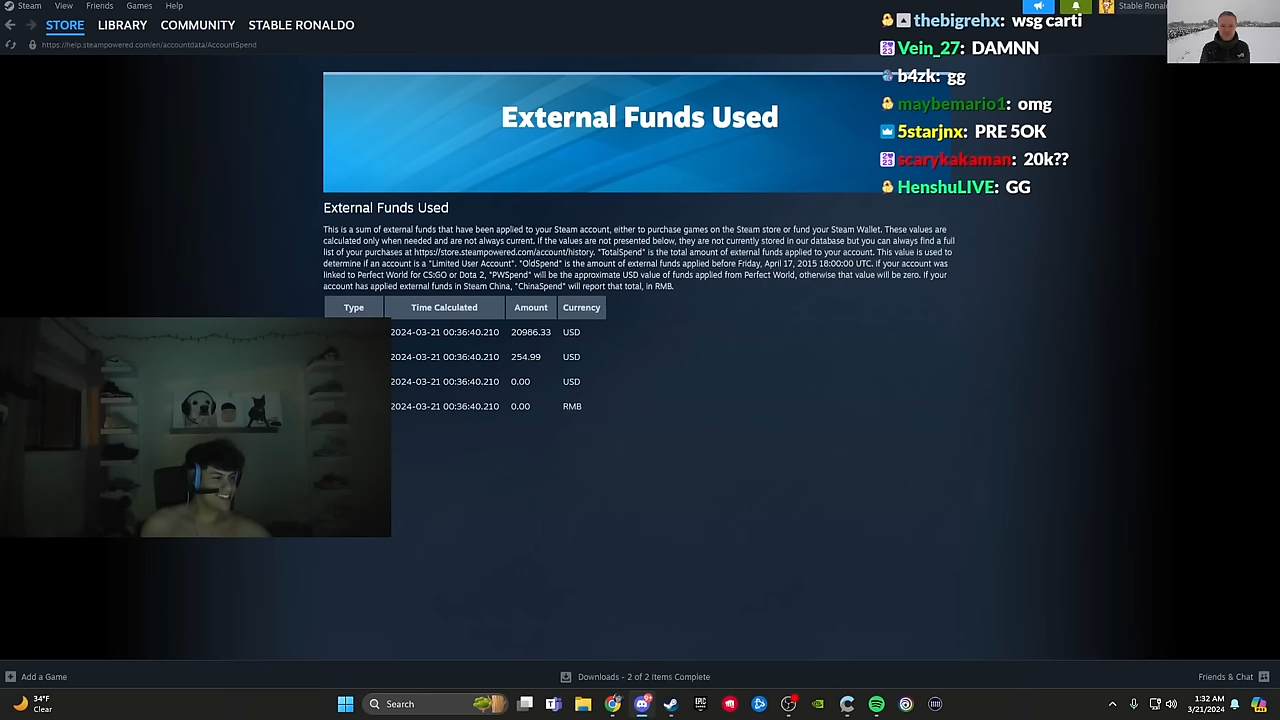 Steam View Friends Games Help
STORE LIBRARY COMMUNITY STABLE RONALDO
https://help.steampowered.com/en/accountdata/AccountSpend
Stable Ronal
thebigrehx: wsg carti
Vein_27: DAMNN
b4zk: gg
maybemario1: omg
5starjnx: PRE 5OK
scarykakaman: 20k??
HenshuLIVE: GG
External Funds Used
External Funds Used
This is a sum of external funds that have been applied to your Steam account, either to purchase games on the Steam store or fund your Steam Wallet. These values are
calculated only when needed and are not always current. If the values are not presented below, they are not currently stored in our database but you can always find a full
list of your purchases at https://store.steampowered.com/account/history. "TotalSpend" is the total amount of external funds applied to your account. This value is used to
determine if an account is a "Limited User Account". "OldSpend" is the amount of external funds applied before Friday, April 17, 2015 18:00:00 UTC. if your account was
linked to Perfect World for CS:GO or Dota 2, "PWSpend" will be the approximate USD value of funds applied from Perfect World, otherwise that value will be zero. If your
account has applied external funds in Steam China, "ChinaSpend" will report that total, in RMB.
Type Time Calculated Amount Currency
2024-03-21 00:36:40.210 20986.33 USD
2024-03-21 00:36:40.210 254.99 USD
2024-03-21 00:36:40.210 0.00 USD
2024-03-21 00:36:40.210 0.00 RMB
Add a Game Downloads - 2 of 2 Items Complete Friends & Chat
34°F
Clear
Search
1:32 AM
3/21/2024